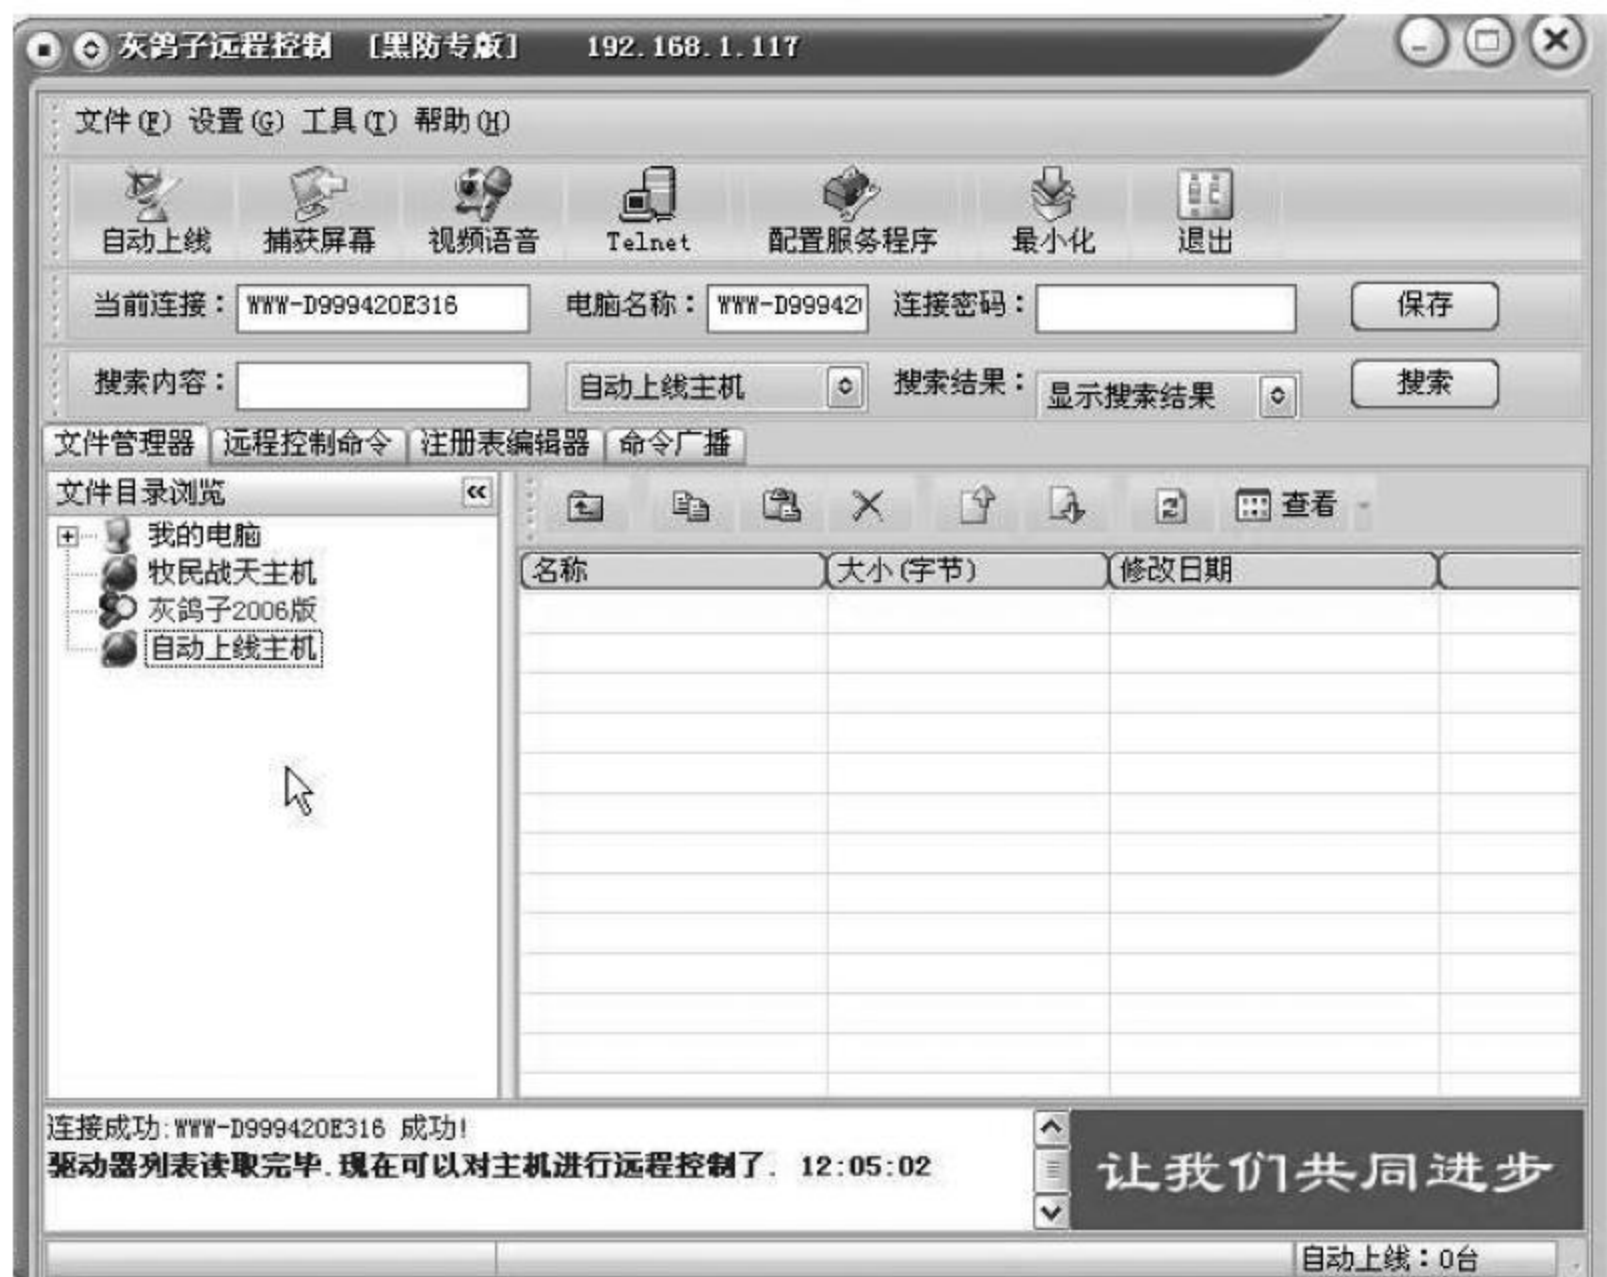 灰鸽子远程控制 [黑防专版] 192.168.1.117
文件(F) 设置(G) 工具(T) 帮助(H)
自动上线 捕获屏幕 视频语音 Telnet 配置服务程序 最小化 退出
当前连接： WWW-D999420E316 电脑名称： WWW-D99942 连接密码： 保存
搜索内容： 自动上线主机 搜索结果： 显示搜索结果 搜索
文件管理器 远程控制命令 注册表编辑器 命令广播
文件目录浏览 查看
我的电脑
牧民战天主机
灰鸽子2006版
自动上线主机
名称 大小(字节) 修改日期
连接成功:WWW-D999420E316 成功!
驱动器列表读取完毕.现在可以对主机进行远程控制了. 12:05:02
让我们共同进步
自动上线：0台